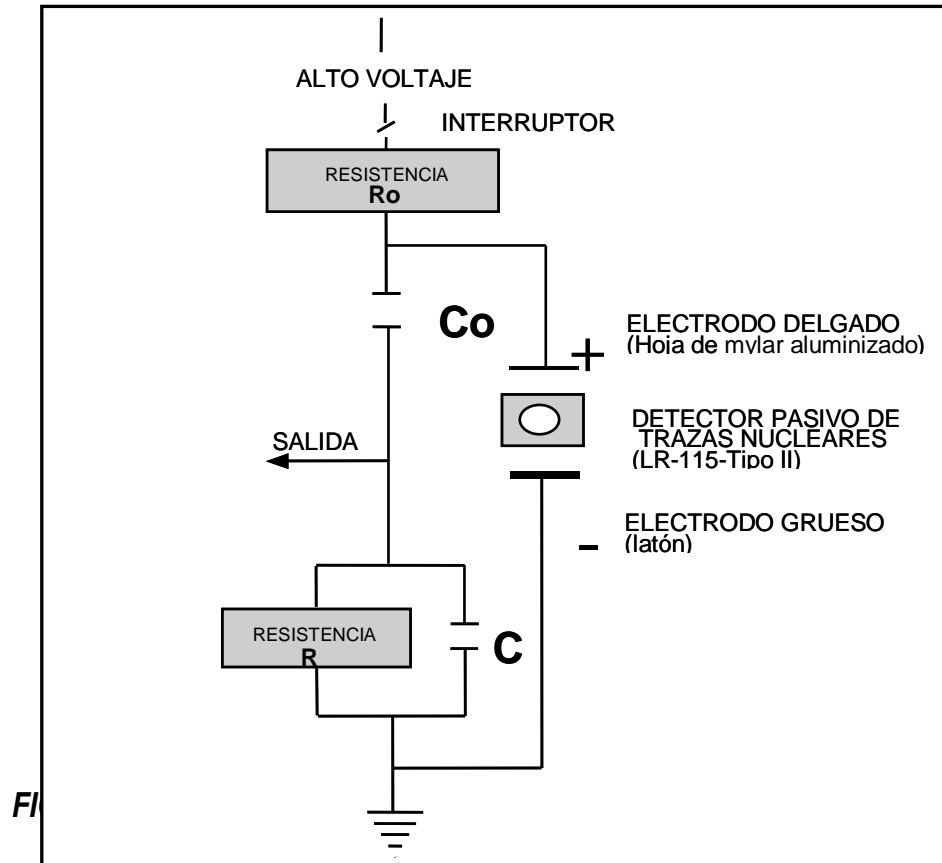 ALTO VOLTAJE
INTERRUPTOR
RESISTENCIA
Ro
Co
ELECTRODO DELGADO
+
(Hoja de mylar aluminizado)
DETECTOR PASIVO DE
TRAZAS NUCLEARES
(LR-115-Tipo II)
SALIDA
ELECTRODO GRUESO
-
(latón)
RESISTENCIA
R
C